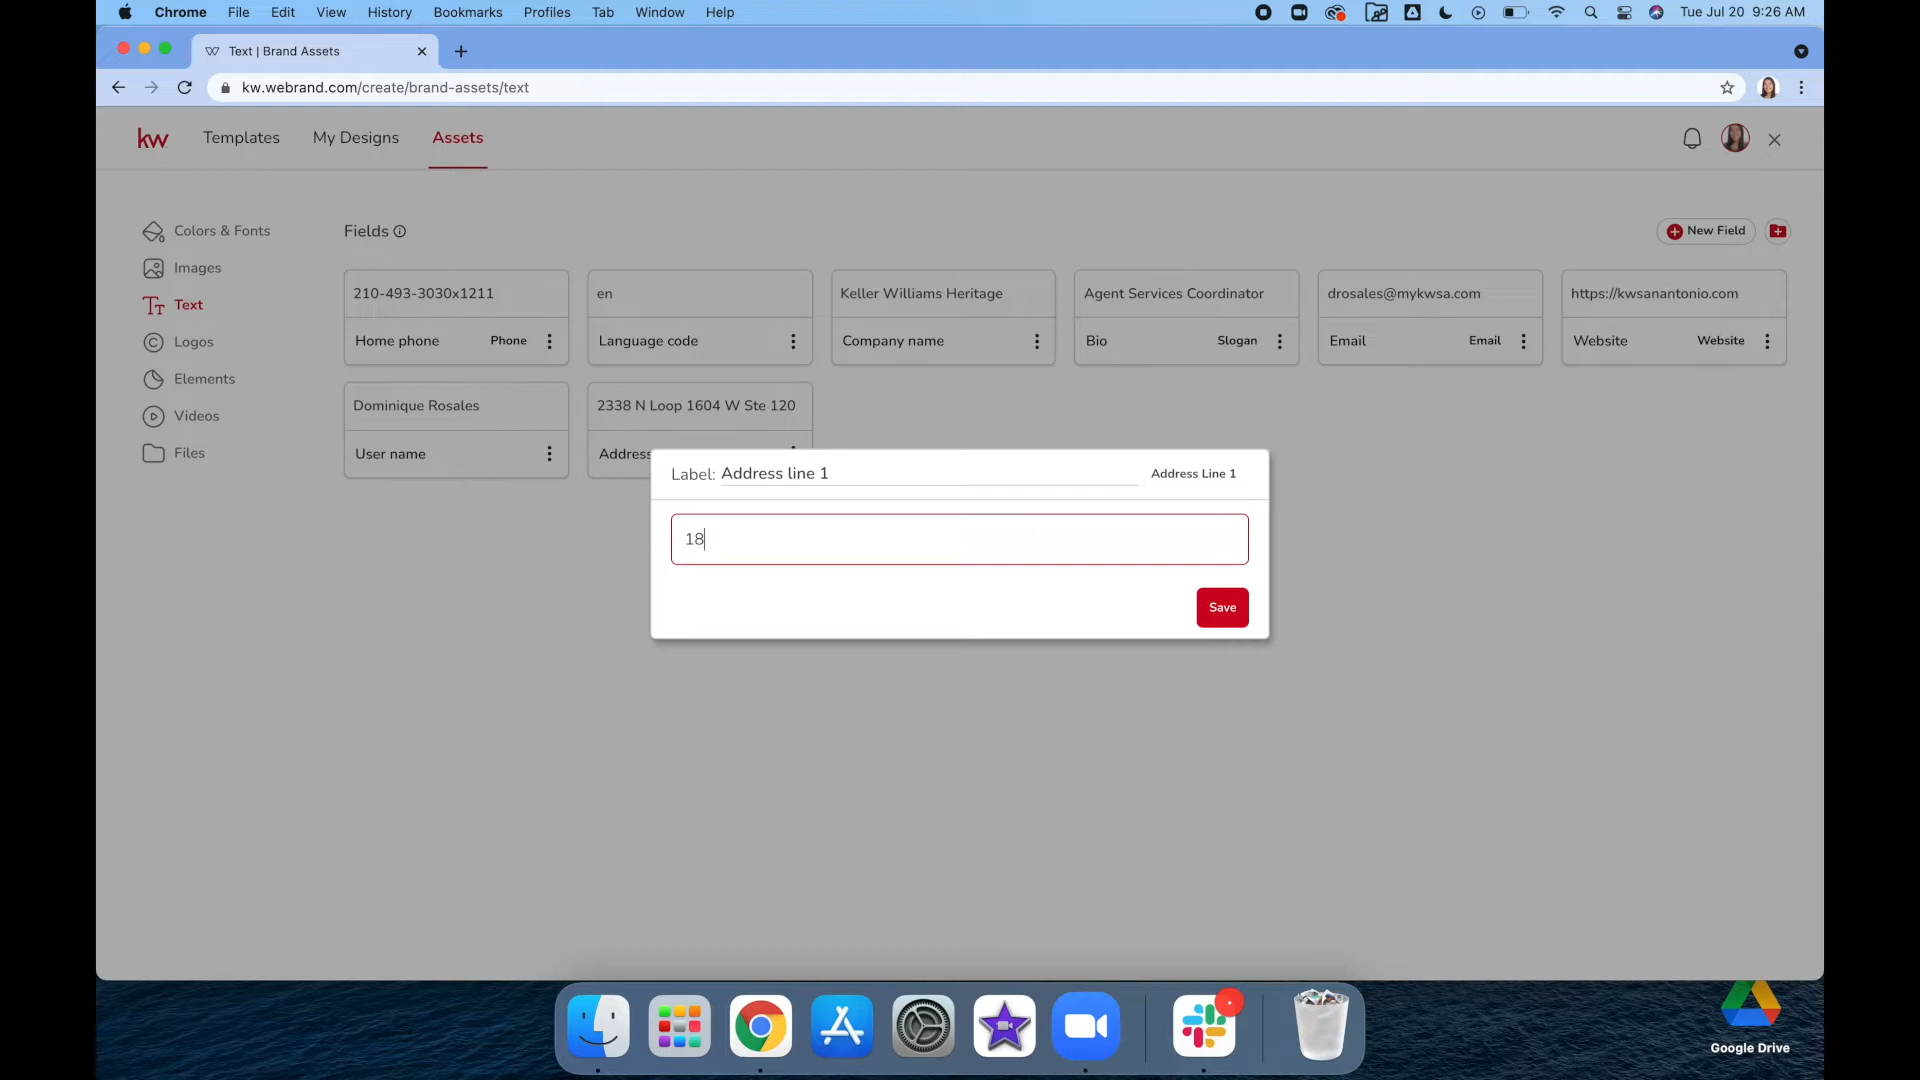 Chrome File Edit View History Bookmarks Profiles Tab Window Help Tue Jul 20 9:26 AM
Text | Brand Assets
kw.webrand.com/create/brand-assets/text
kw Templates My Designs Assets
Colors & Fonts
Images
Text
Logos
Elements
Videos
Files
Fields
New Field
210-493-3030x1211
Home phone Phone
en
Language code
Keller Williams Heritage
Company name
Agent Services Coordinator
Bio Slogan
drosales@mykwsa.com
Email Email
https://kwsanantonio.com
Website Website
Dominique Rosales
User name
2338 N Loop 1604 W Ste 120
Address
Label: Address line 1 Address Line 1
18
Save
Google Drive